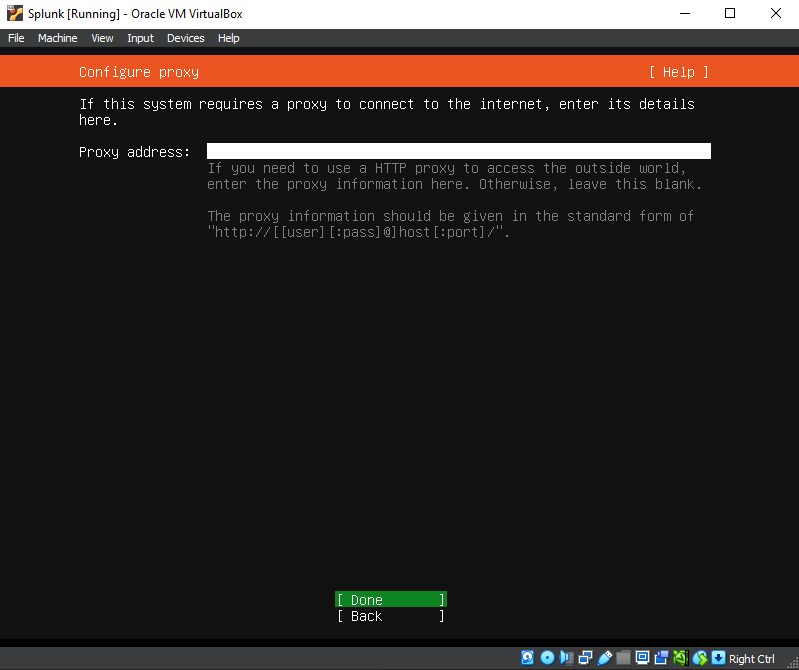 Splunk [Running] - Oracle VM VirtualBox
File Machine View Input Devices Help
Configure proxy [ Help ]
If this system requires a proxy to connect to the internet, enter its details
here.
Proxy address:
If you need to use a HTTP proxy to access the outside world,
enter the proxy information here. Otherwise, leave this blank.
The proxy information should be given in the standard form of
"http://[[user][:pass]@]host[:port]/".
[ Done ]
[ Back ]
Right Ctrl